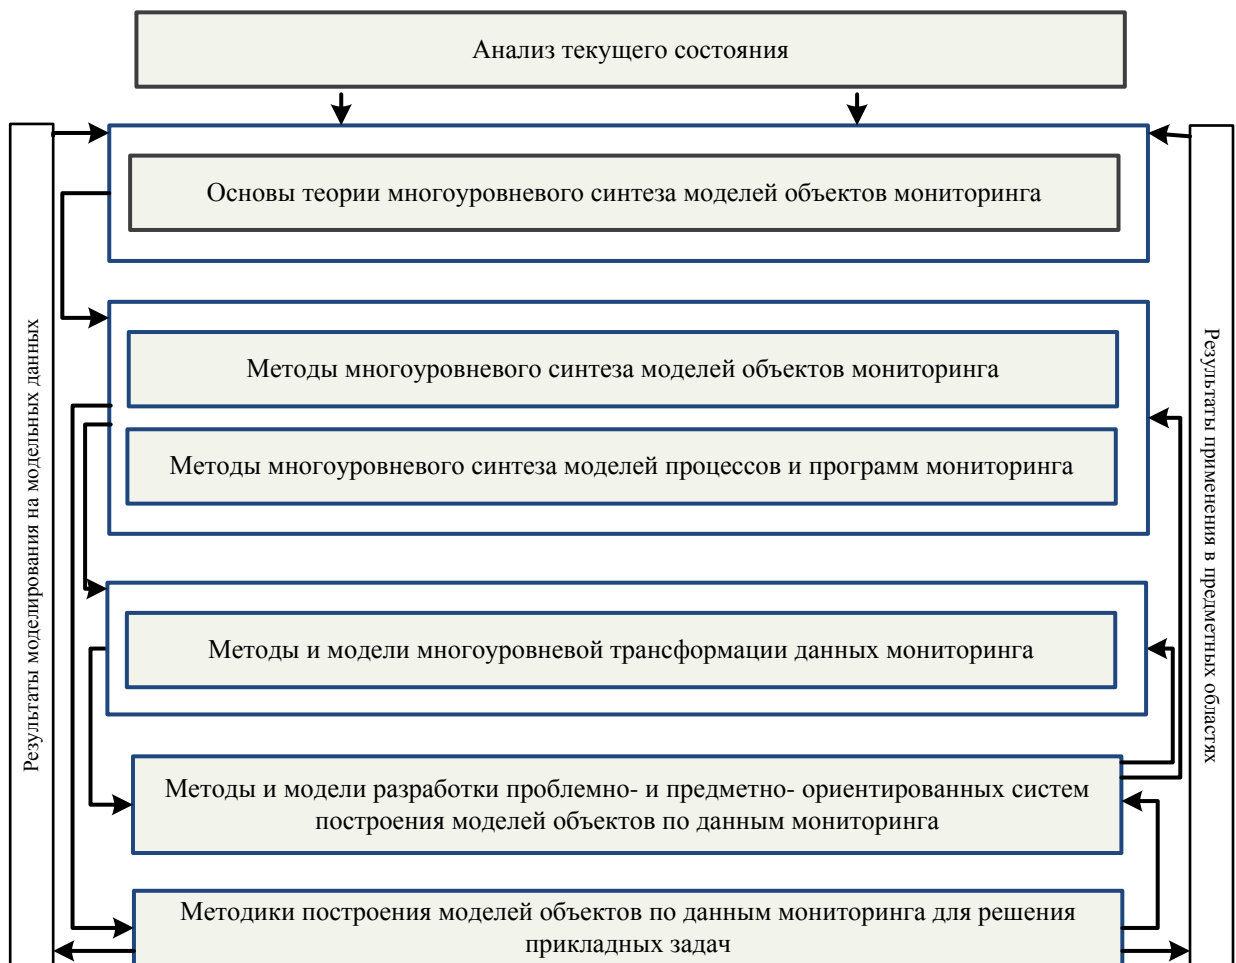 Анализ текущего состояния
Основы теории многоуровневого синтеза моделей объектов мониторинга
Методы многоуровневого синтеза моделей объектов мониторинга
Методы многоуровневого синтеза моделей процессов и программ мониторинга
Методы и модели многоуровневой трансформации данных мониторинга
Методы и модели разработки проблемно- и предметно- ориентированных систем
построения моделей объектов по данным мониторинга
Методики построения моделей объектов по данным мониторинга для решения
прикладных задач
Результаты моделирования на модельных данных
Результаты применения в предметных областях